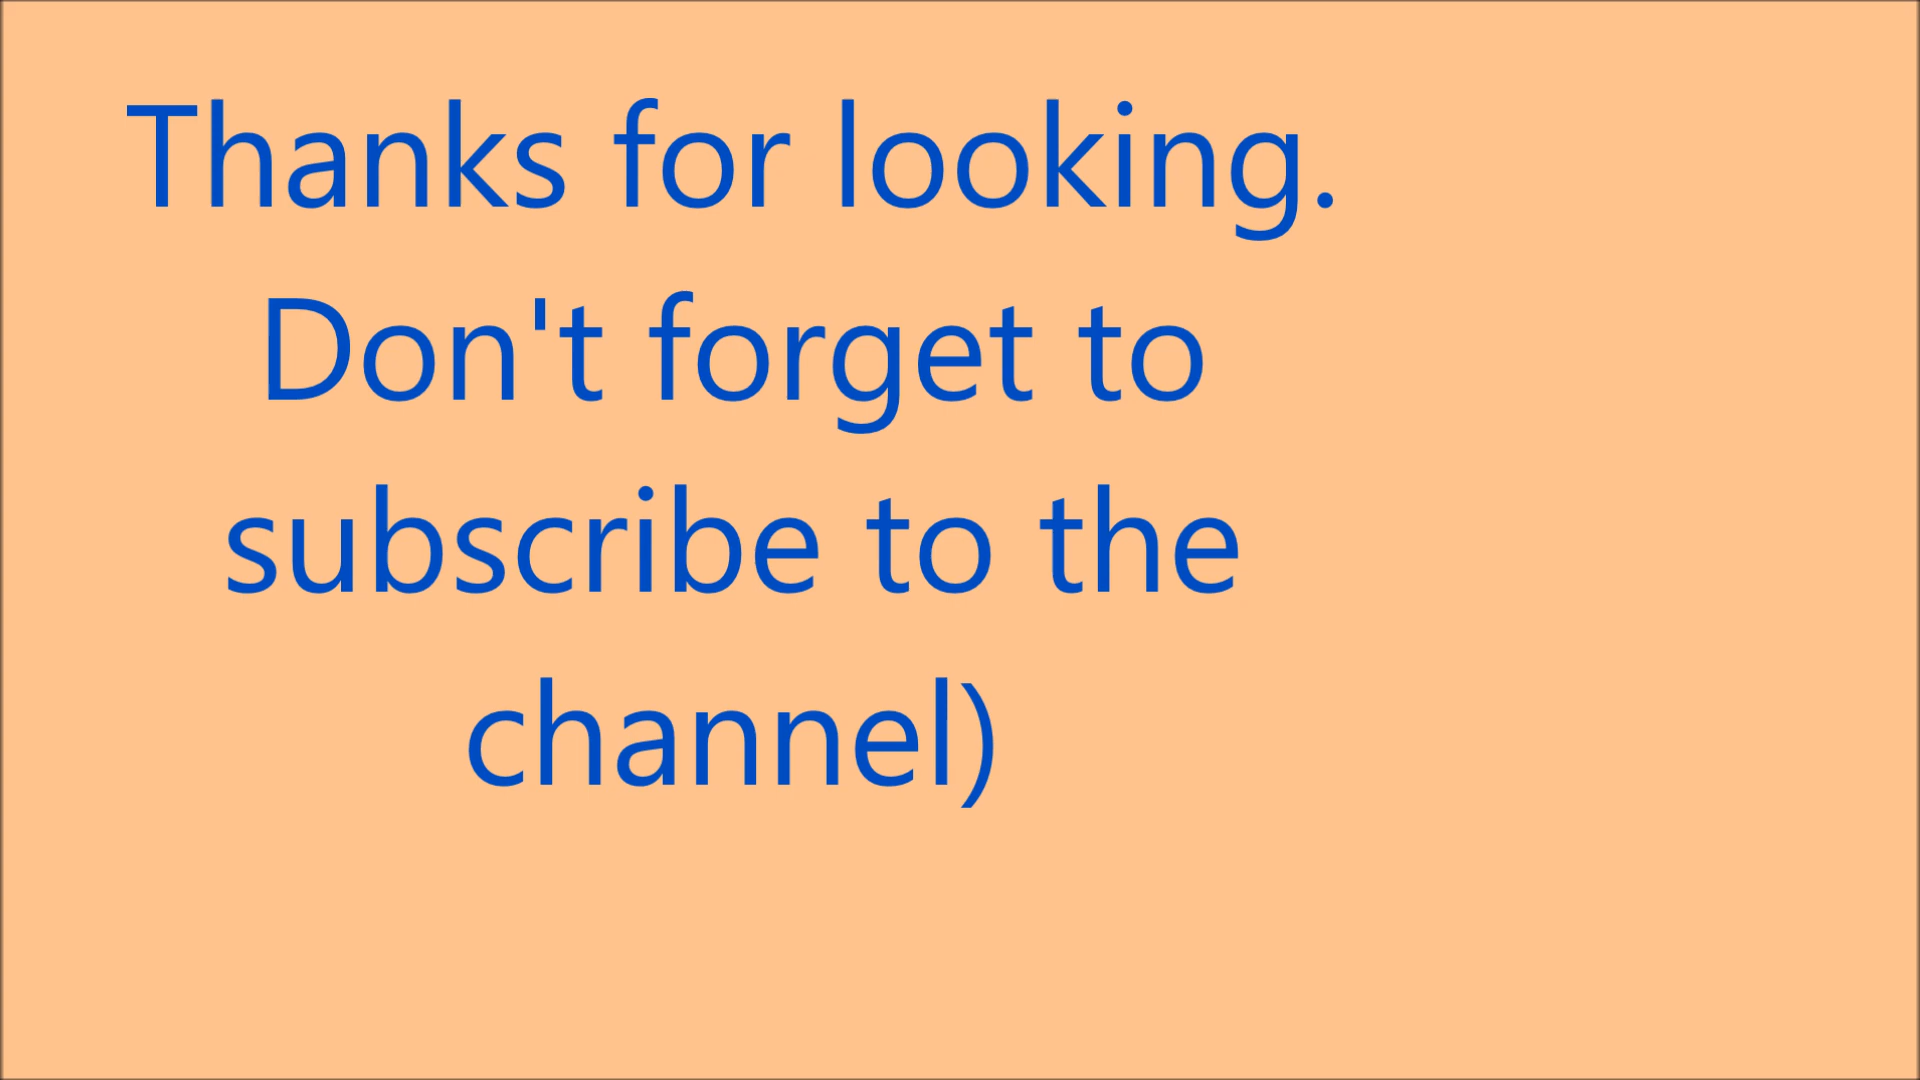 Thanks for looking.
Don't forget to
subscribe to the
channel)